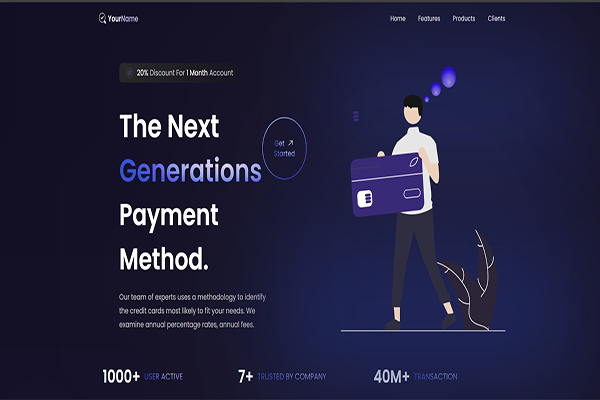 YourName
Home Features Products Clients
20% Discount For 1 Month Account
The Next
Generations
Payment
Method.
Get
Started
Our team of experts uses a methodology to identify
the credit cards most likely to fit your needs. We
examine annual percentage rates, annual fees.
1000+ USER ACTIVE
7+ TRUSTED BY COMPANY
40M+ TRANSACTION